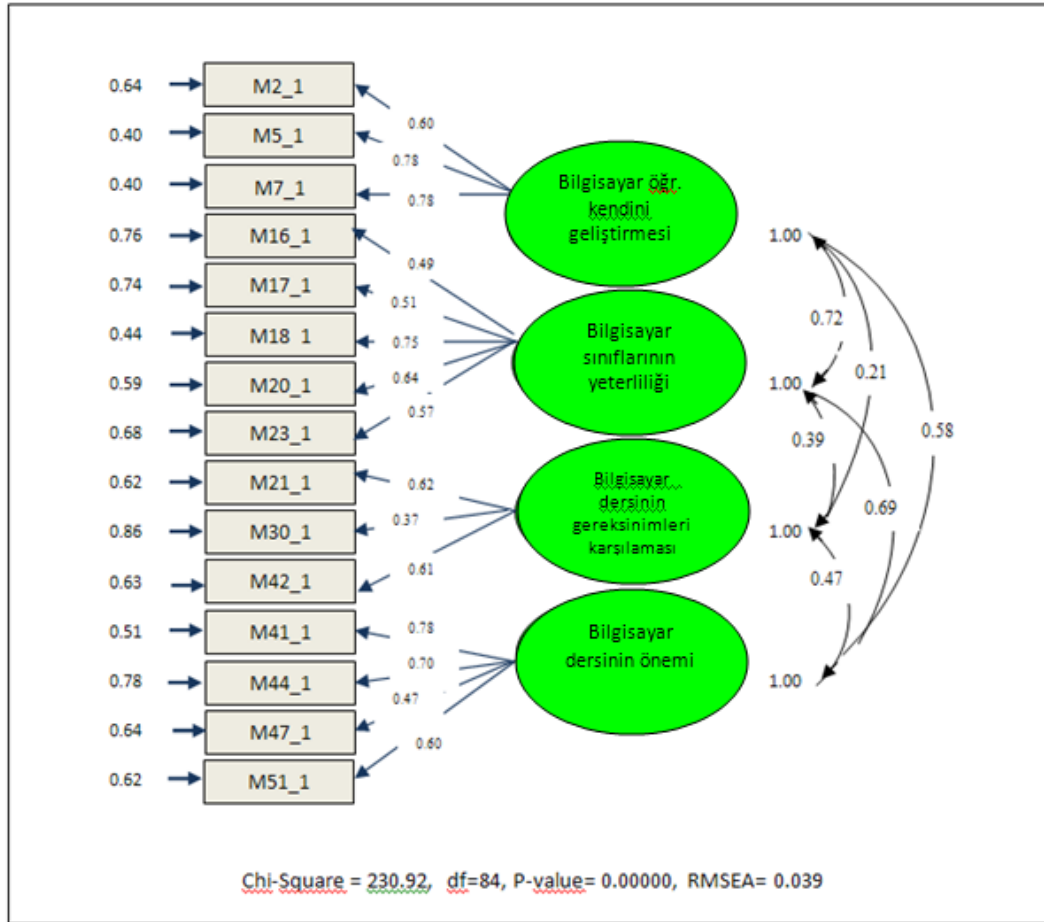 0.64 M2_1
0.60
0.40 M5_1
0.78
0.40 M7_1
0.78
Bilgisayar öğr.
kendini
geliştirmesi
1.00
0.76 M16_1
0.49
0.74 M17_1
0.51
0.44 M18 1
0.75
0.59 M20_1
0.64
0.68 M23_1
0.57
Bilgisayar
sınıflarının
yeterliliği
1.00
0.72
0.21
0.39
0.58
0.62 M21_1
0.62
0.86 M30_1
0.37
0.63 M42_1
0.61
Bilgisayar
dersinin
gereksinimleri
karşılaması
1.00
0.69
0.47
0.51 M41_1
0.78
0.78 M44_1
0.70
0.64 M47_1
0.47
0.62 M51_1
0.60
Bilgisayar
dersinin önemi
1.00
Chi-Square = 230.92, df=84, P-value= 0.00000, RMSEA= 0.039